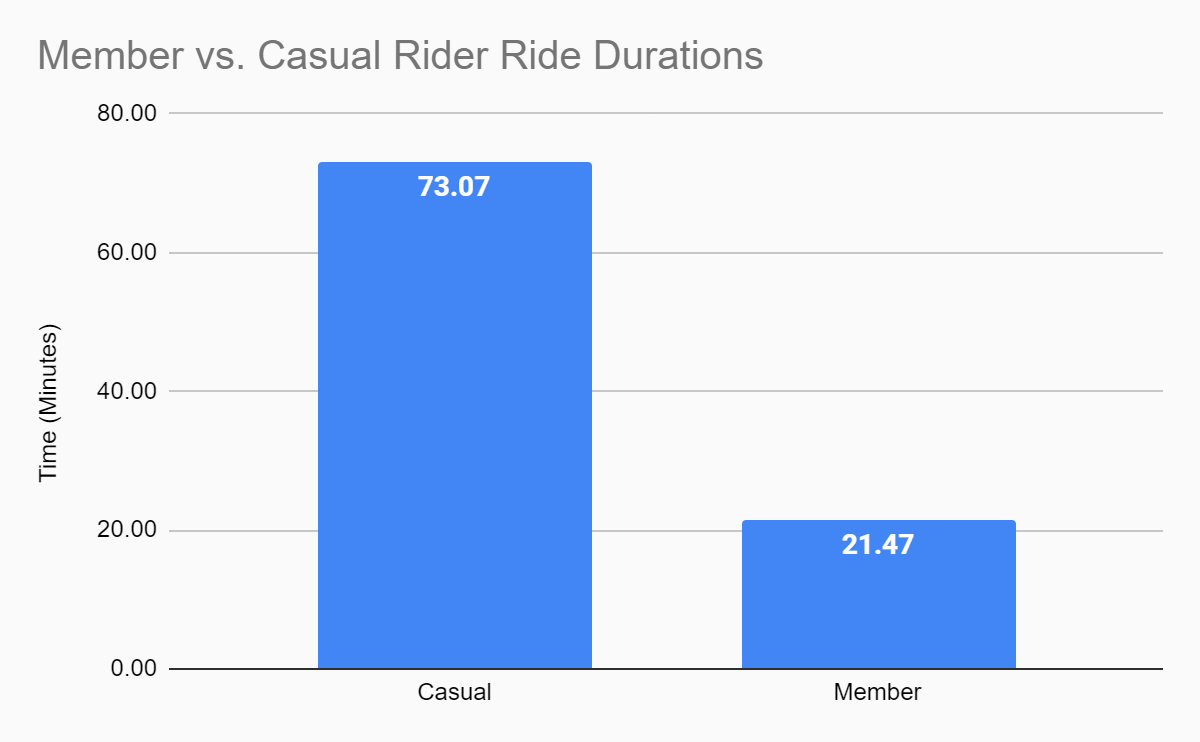 Member vs. Casual Rider Ride Durations
80.00
73.07
60.00
Time (Minutes)
40.00
20.00
21.47
0.00
Casual Member